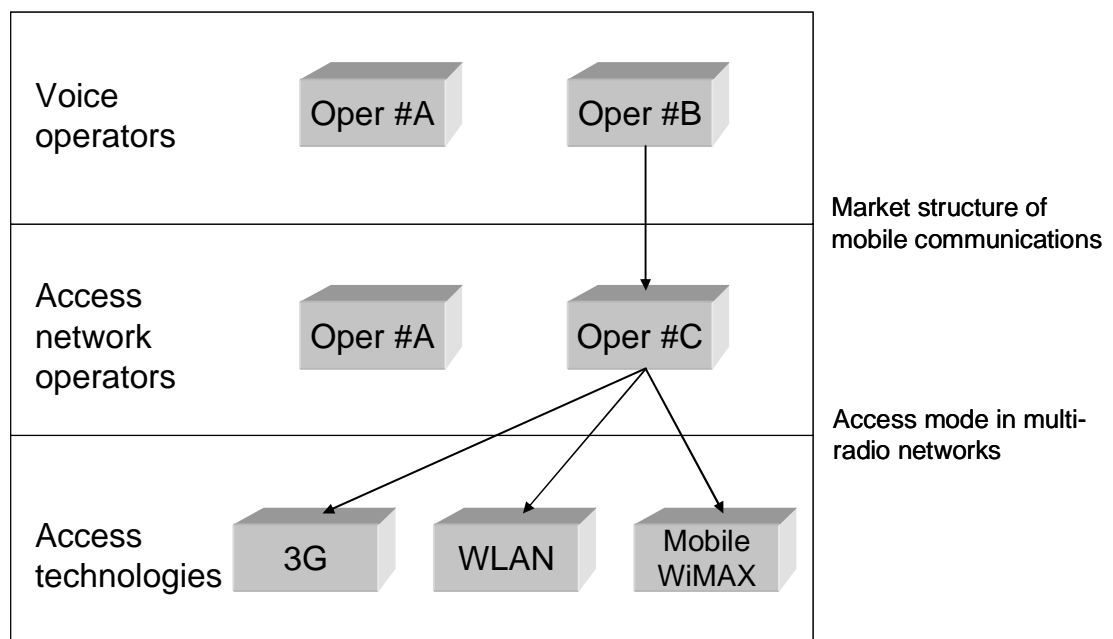 Voice
operators
Oper #A
Oper #B
Market structure of
mobile communications
Access
network
operators
Oper #A
Oper #C
Access mode in multi-
radio networks
Access
technologies
3G
WLAN
Mobile
WiMAX